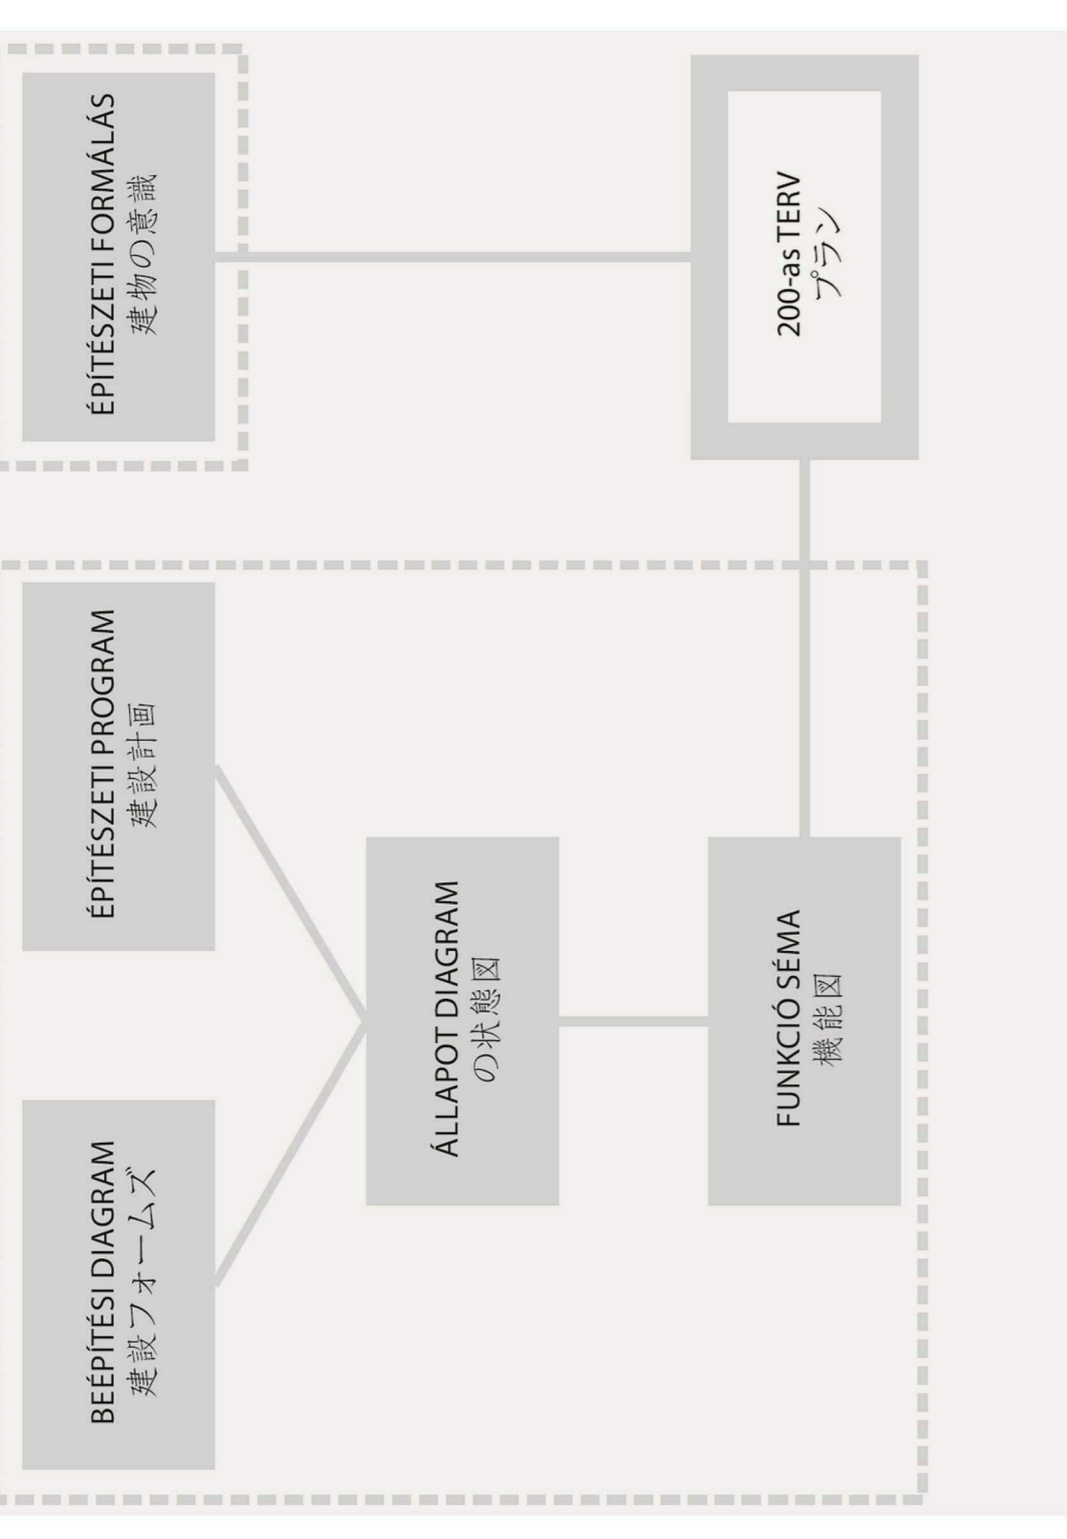 BEÉPÍTÉSI DIAGRAM
建設フォームズ
ÉPÍTÉSZETI PROGRAM
建設計画
ÉPÍTÉSZETI FORMÁLÁS
建物の意識
ÁLLAPOT DIAGRAM
の状態図
FUNKCIÓ SÉMA
機能図
200-as TERV
プラン